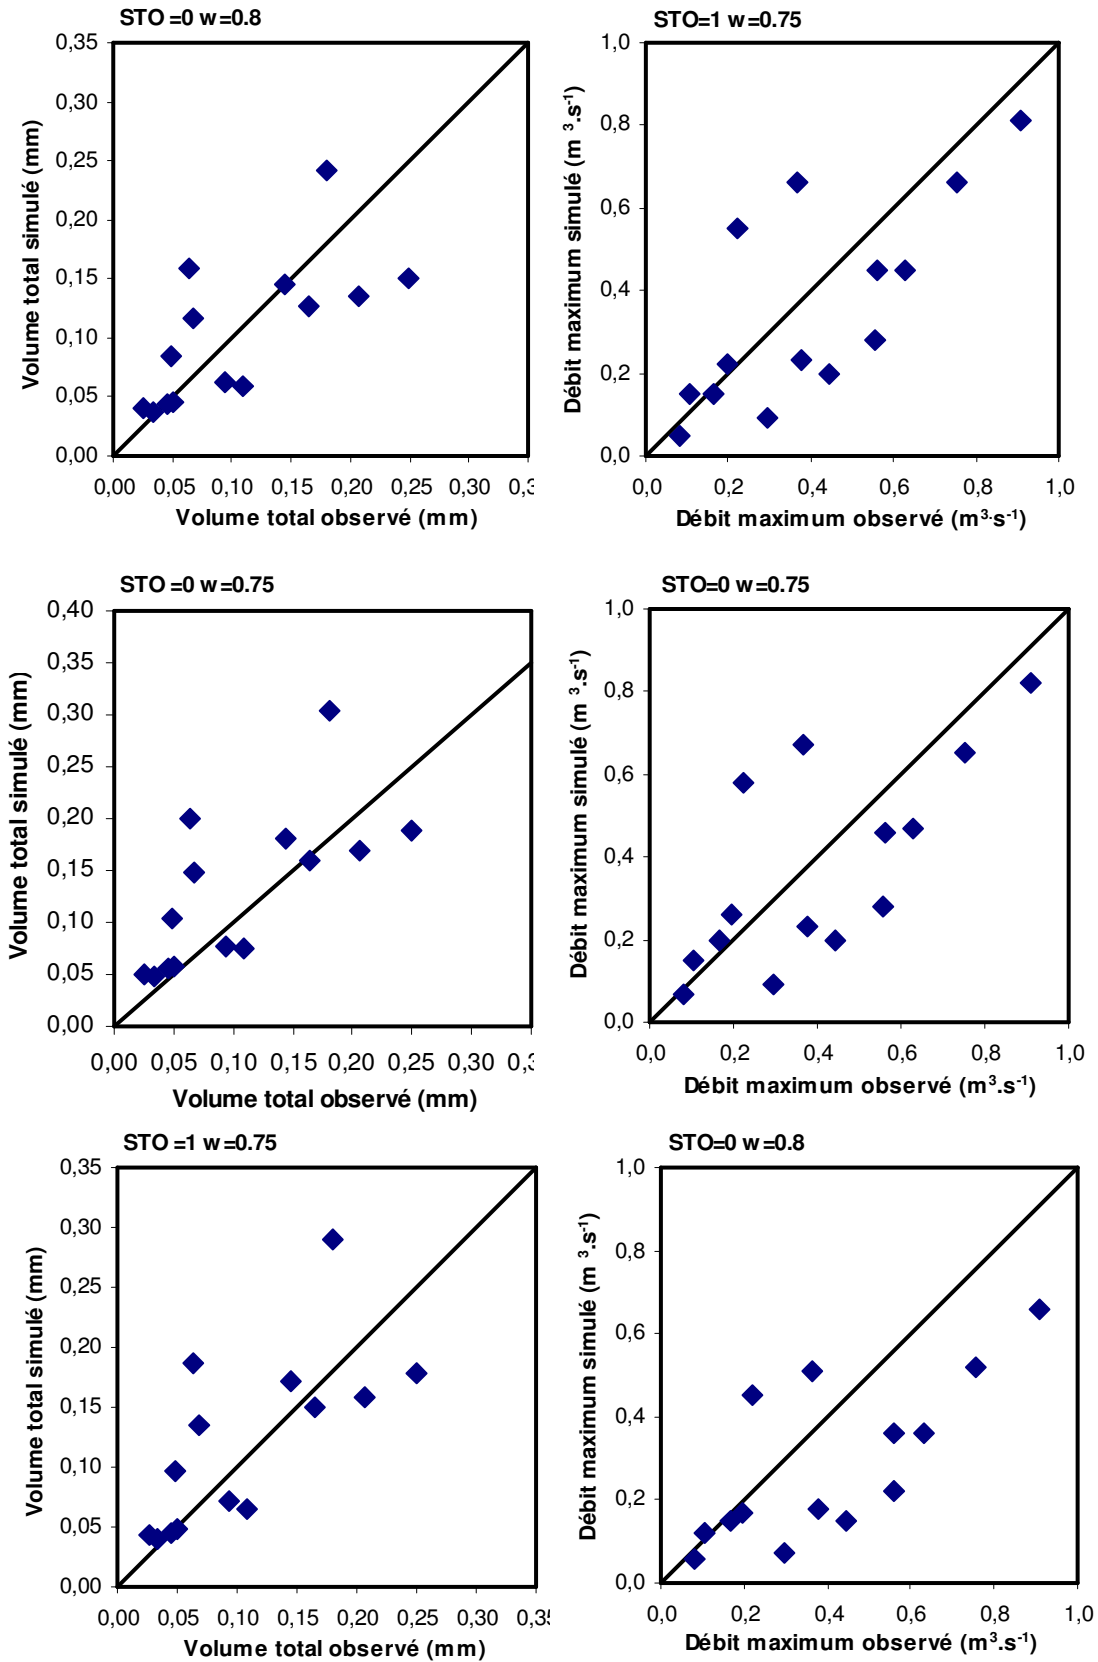 STO =0 w=0.8
0,35
0,30
0,25
0,20
0,15
0,10
0,05
0,00
Volume total simulé (mm)
0,00 0,05 0,10 0,15 0,20 0,25 0,30
Volume total observé (mm)
STO=1 w=0.75
1,0
0,8
0,6
0,4
0,2
0,0
Débit maximum simulé (m ³.s⁻¹)
0,0 0,2 0,4 0,6 0,8 1,0
Débit maximum observé (m³·s⁻¹)
STO =0 w=0.75
0,40
0,35
0,30
0,25
0,20
0,15
0,10
0,05
0,00
Volume total simulé (mm)
0,00 0,05 0,10 0,15 0,20 0,25 0,30
Volume total observé (mm)
STO=0 w=0.75
1,0
0,8
0,6
0,4
0,2
0,0
Débit maximum simulé (m ³.s⁻¹)
0,0 0,2 0,4 0,6 0,8 1,0
Débit maximum observé (m³.s⁻¹)
STO =1 w=0.75
0,35
0,30
0,25
0,20
0,15
0,10
0,05
0,00
Volume total simulé (mm)
0,00 0,05 0,10 0,15 0,20 0,25 0,30 0,35
Volume total observé (mm)
STO=0 w=0.8
1,0
0,8
0,6
0,4
0,2
0,0
Débit maximum simulé (m ³.s⁻¹)
0,0 0,2 0,4 0,6 0,8 1,0
Débit maximum observé (m³.s⁻¹)